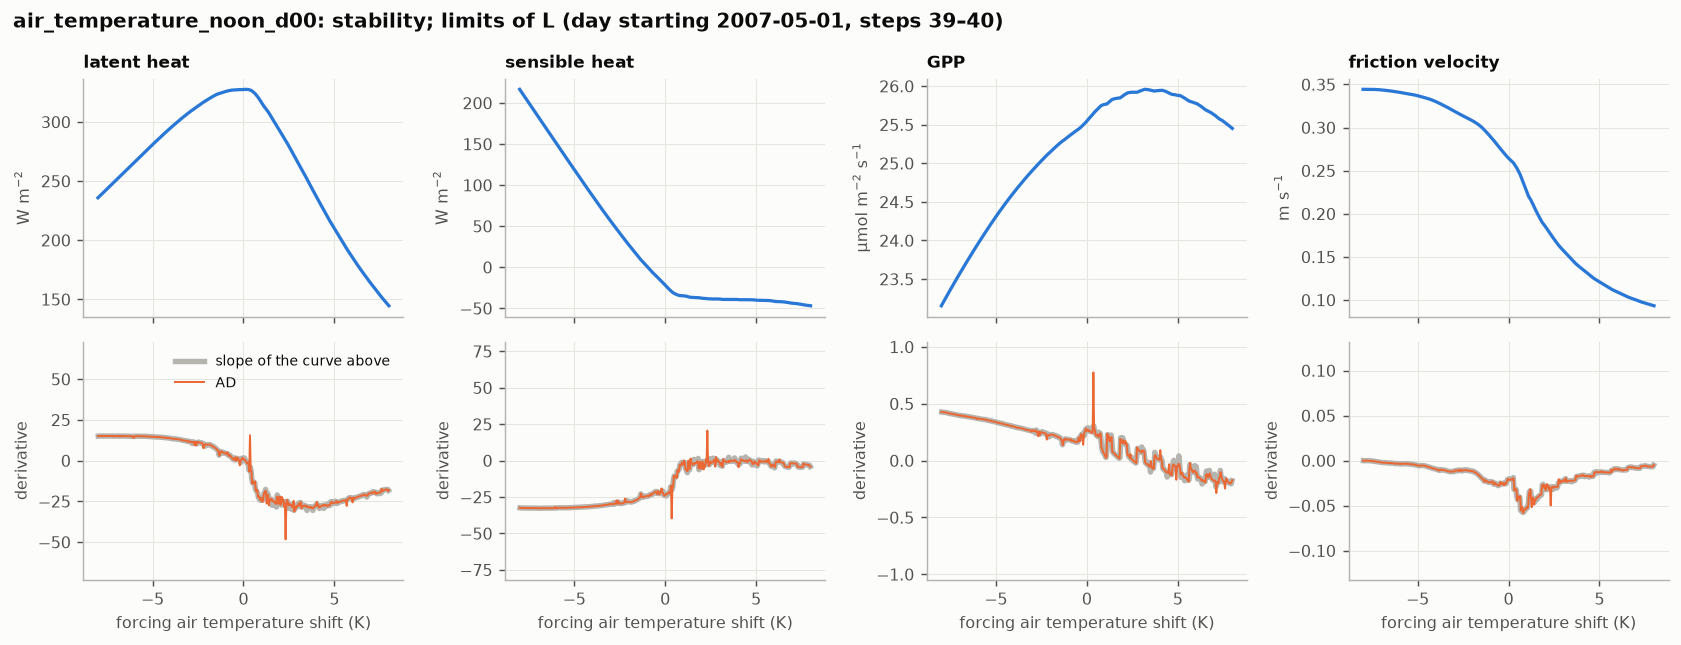 air_temperature_noon_d00: stability; limits of L (day starting 2007-05-01, steps 39–40)
latent heat
sensible heat
GPP
friction velocity
W m⁻²
300
250
200
150
W m⁻²
200
150
100
50
0
−50
µmol m⁻² s⁻¹
26.0
25.5
25.0
24.5
24.0
23.5
m s⁻¹
0.35
0.30
0.25
0.20
0.15
0.10
slope of the curve above
AD
derivative
50
25
0
−25
−50
−5 0 5
forcing air temperature shift (K)
derivative
75
50
25
0
−25
−50
−75
−5 0 5
forcing air temperature shift (K)
derivative
1.0
0.5
0.0
−0.5
−1.0
−5 0 5
forcing air temperature shift (K)
derivative
0.10
0.05
0.00
−0.05
−0.10
−5 0 5
forcing air temperature shift (K)